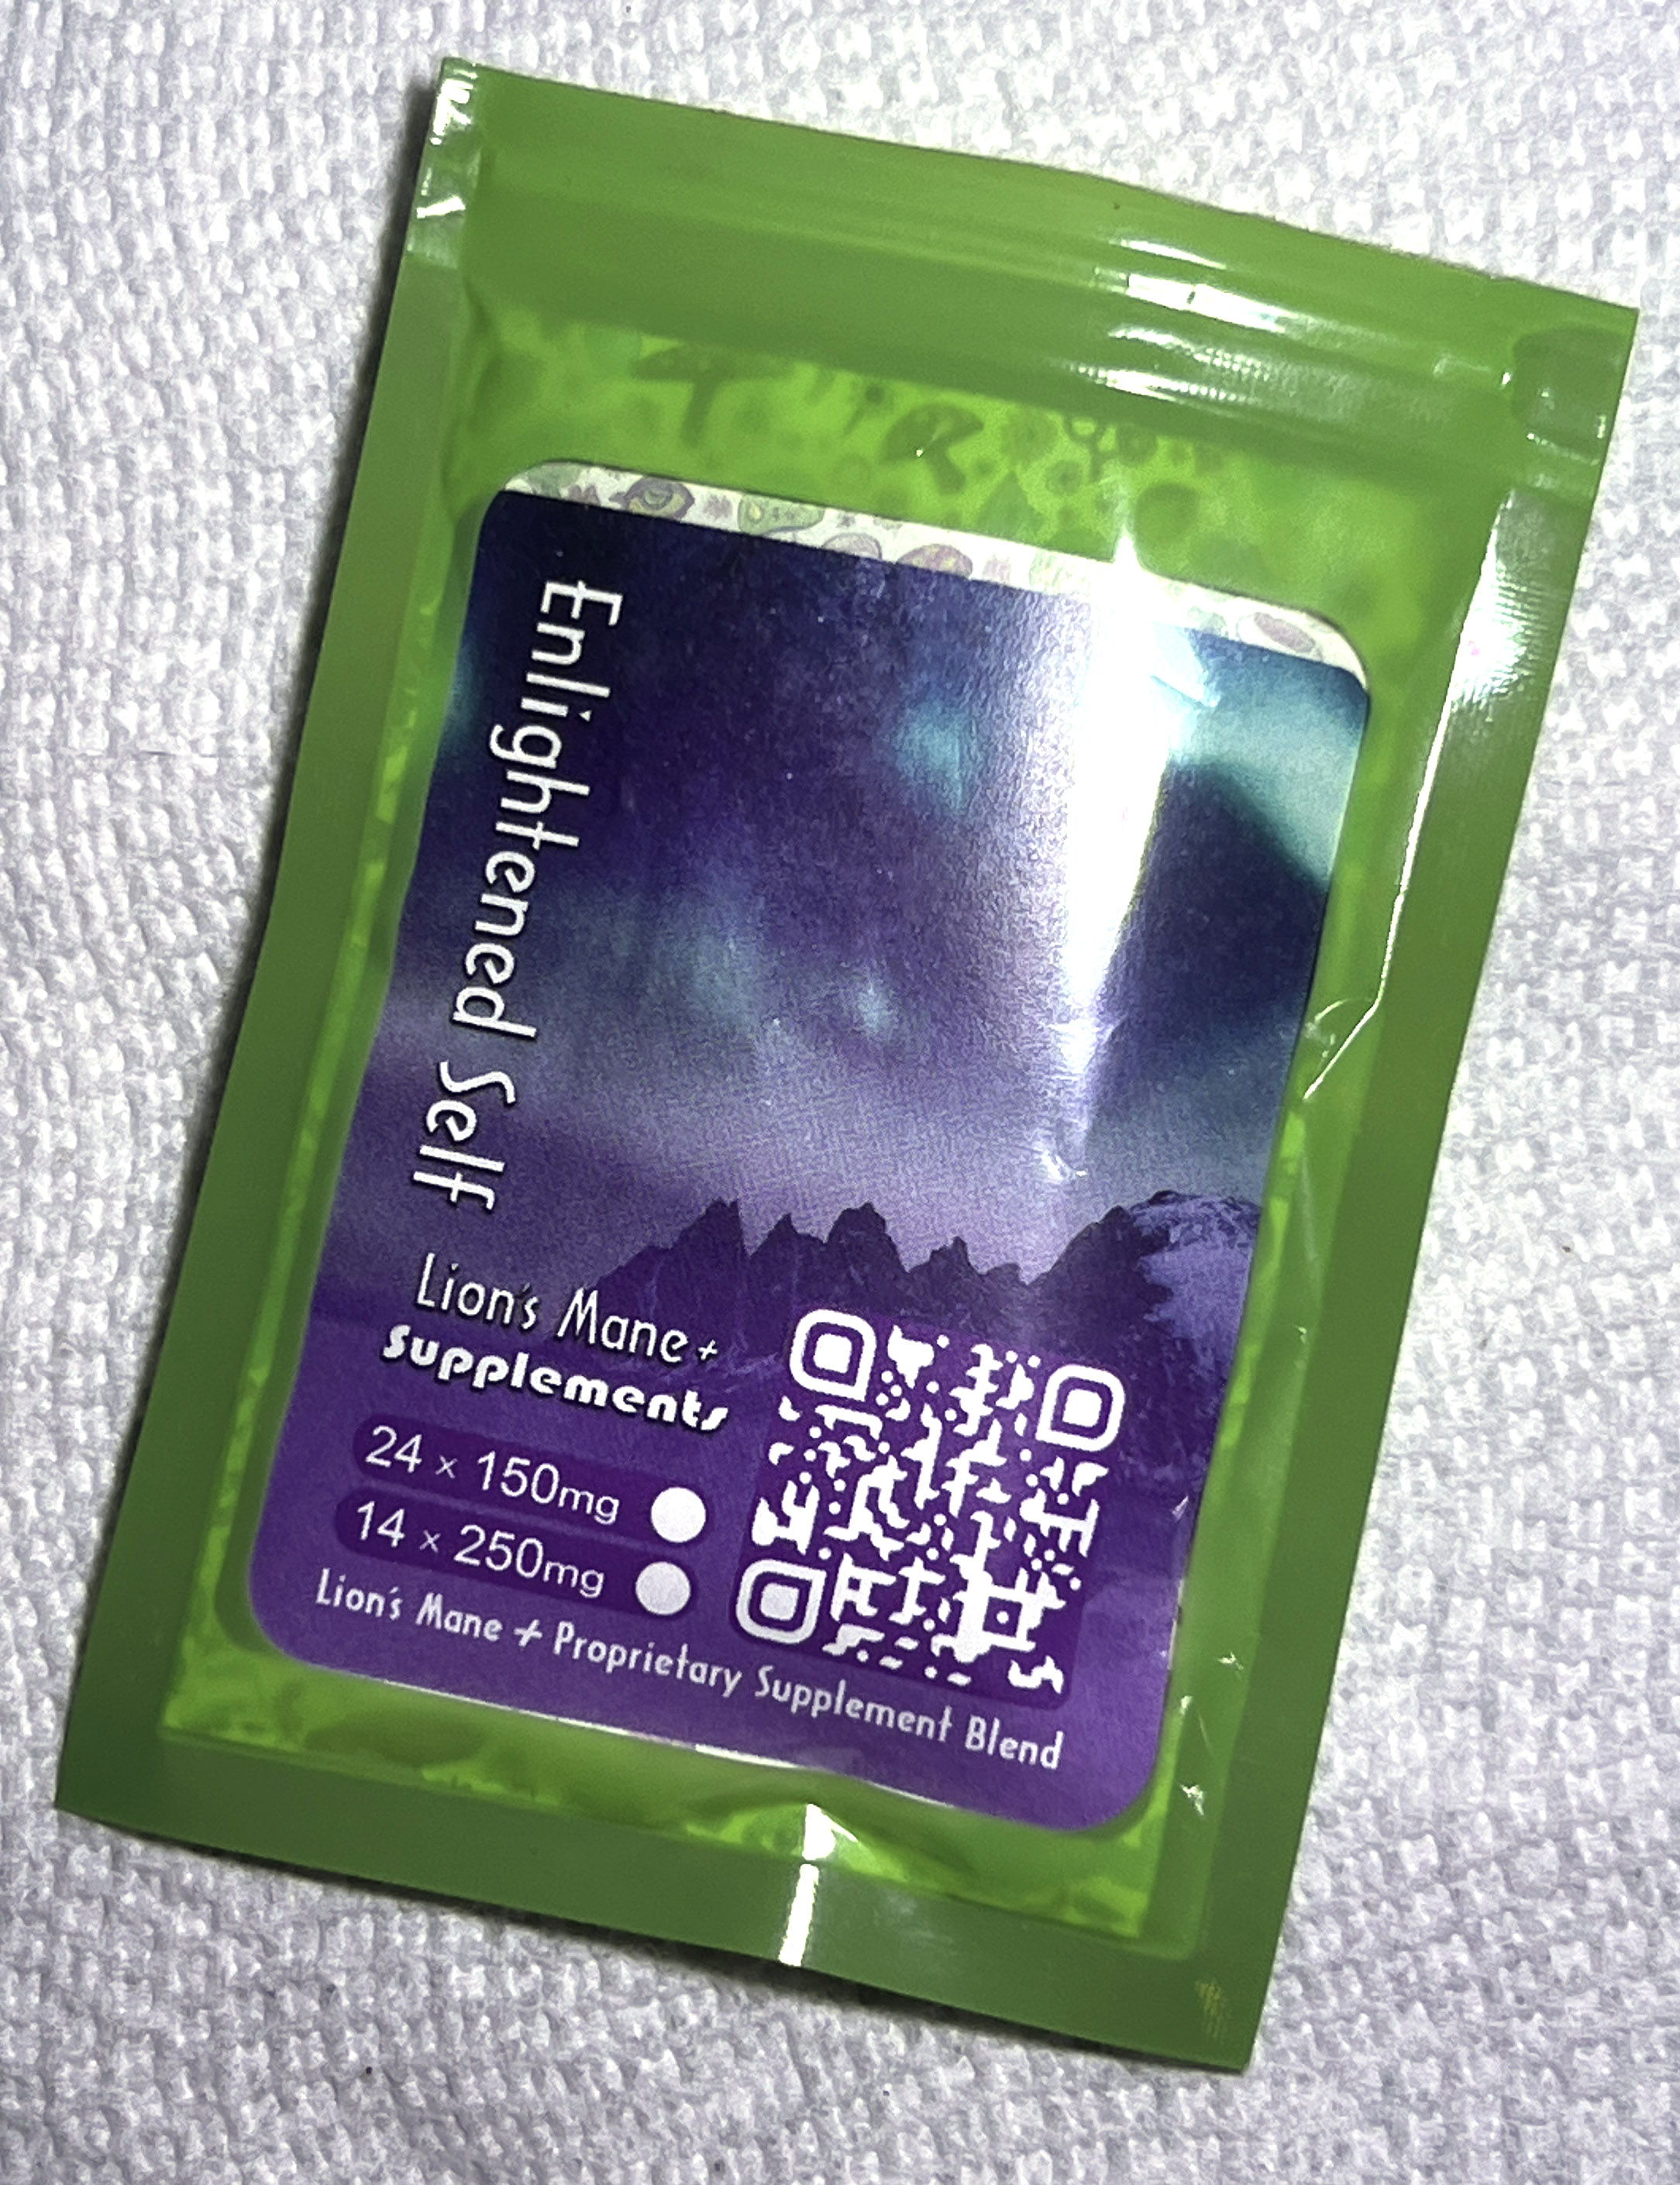 Enlightened Self
Lion's Mane +
Supplements
24 × 150mg
14 × 250mg
Lion's Mane + Proprietary Supplement Blend